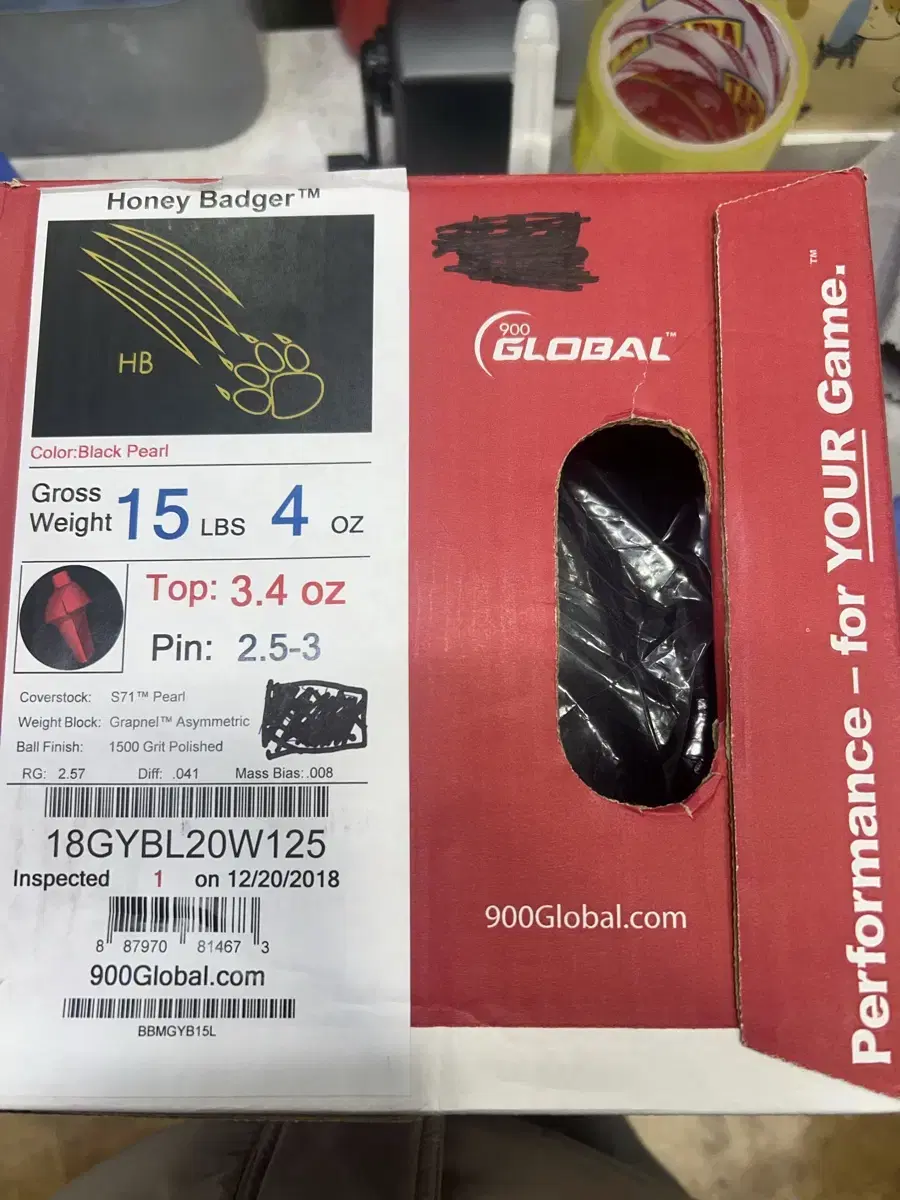 Honey Badger™
HB
Color:Black Pearl
Gross Weight 15 LBS 4 OZ
Top: 3.4 oz
Pin: 2.5-3
Coverstock: S71™ Pearl
Weight Block: Grapnel™ Asymmetric
Ball Finish: 1500 Grit Polished
RG: 2.57 Diff: .041 Mass Bias:.008
18GYBL20W125
Inspected 1 on 12/20/2018
8 87970 81467 3
900Global.com
BBMGYB15L
900 GLOBAL™
900Global.com
Performance – for YOUR Game.™